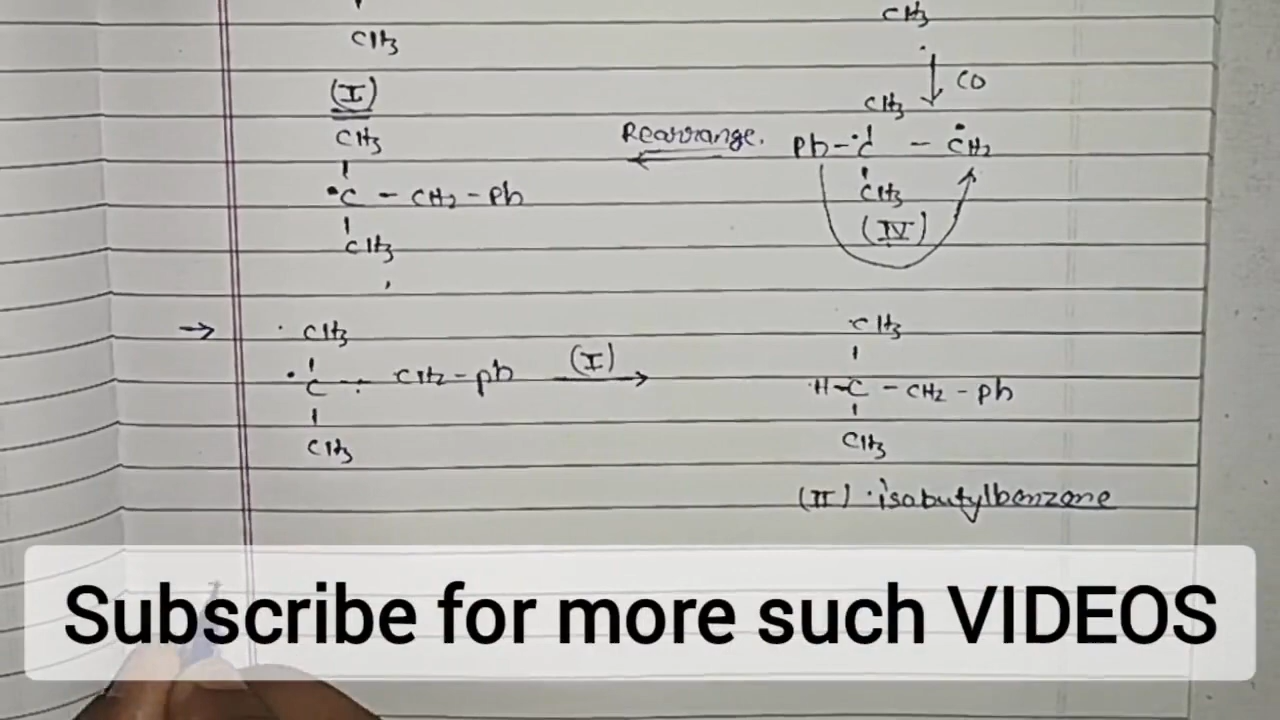 CH3
CH3
(I)
CO
CH3
CH3
Rearrange.
Ph-C-CH2
C-CH2-Ph
CH3
CH3
(IV)
→ CH3
CH3
C-CH2-ph
(I)
H-C-CH2-Ph
CH3
CH3
(II) isobutylbenzene
Subscribe for more such VIDEOS